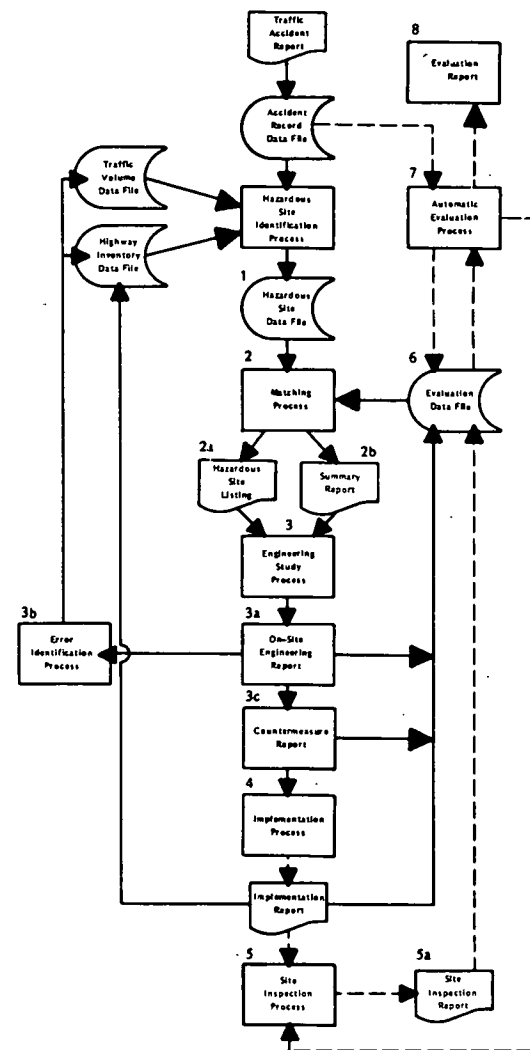 Traffic
Accident
Report
8
Evaluation
Report
Accident
Record
Data File
Traffic
Volume
Data File
7
Hazardous
Site
Identification
Process
Automatic
Evaluation
Process
Highway
Inventory
Data File
1
Hazardous
Site
Data File
2
Matching
Process
6
Evaluation
Data File
2a
Hazardous
Site
Listing
2b
Summary
Report
3
Engineering
Study
Process
3b
Error
Identification
Process
3a
On-Site
Engineering
Report
3c
Countermeasure
Report
4
Implementation
Process
Implementation
Report
5
Site
Inspection
Process
5a
Site
Inspection
Report